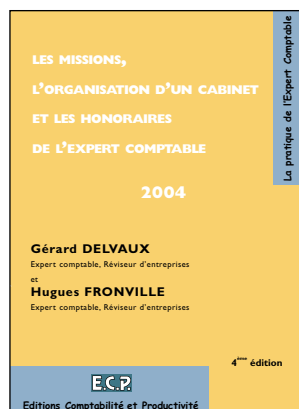 LES MISSIONS,
L'ORGANISATION D'UN CABINET
ET LES HONORAIRES
DE L'EXPERT COMPTABLE
2004
La pratique de l'Expert Comptable
Gérard DELVAUX
Expert comptable, Réviseur d'entreprises
et
Hugues FRONVILLE
Expert comptable, Réviseur d'entreprises
4ème édition
E.C.P.
Editions Comptabilité et Productivité